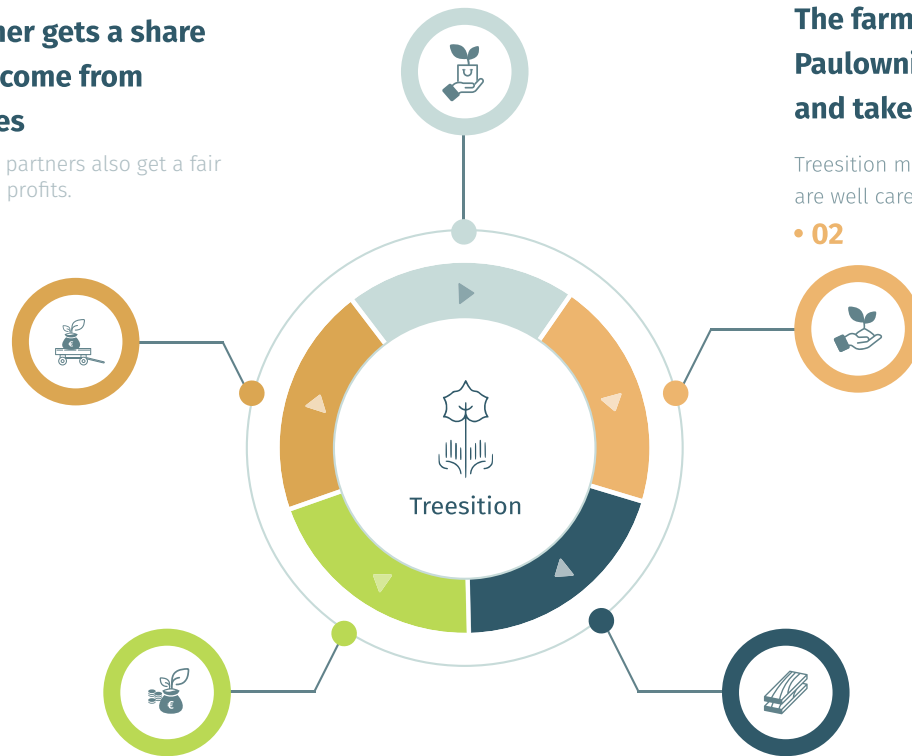 ner gets a share
come from
es
partners also get a fair
profits.
The farm
Paulowni
and take
Treesition m
are well care
• 02
Treesition
€
€